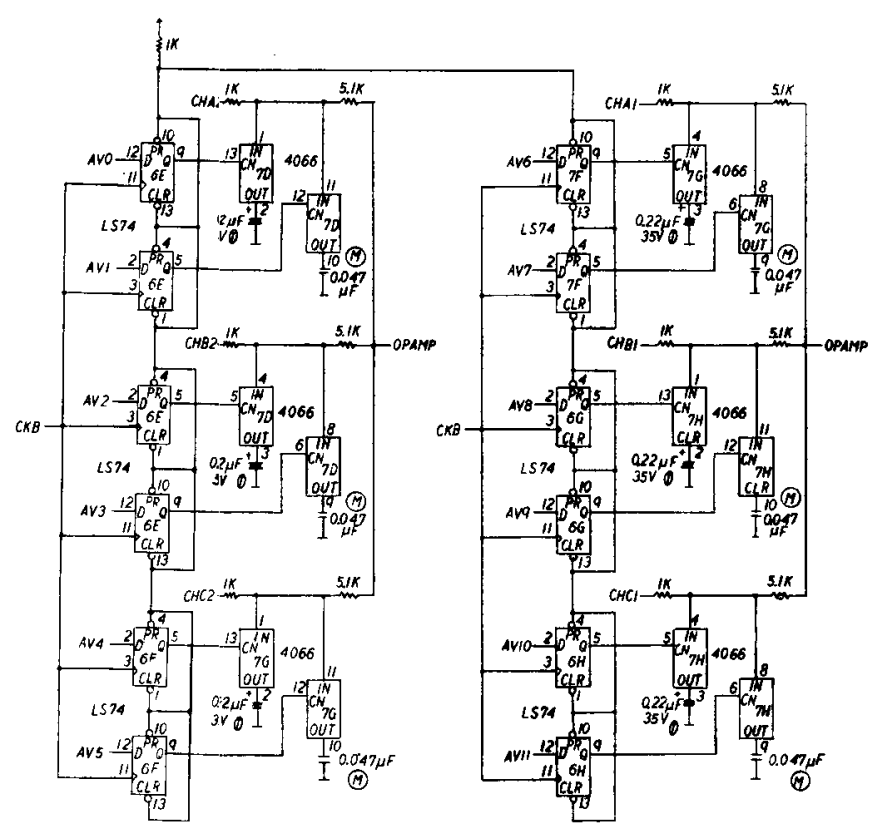 1K
CHA2 1K 5.1K
10
AV0 12 D PR Q 9 13 CN IN 1 7D 4066
11 6E CLR OUT 2
13 12 CN IN 11 7D
LS74 .2µF V OUT
4 10 M
AV1 2 D PR Q 5 0.047
3 6E CLR µF
1
CHB2 1K 5.1K OPAMP
4
AV2 2 D PR Q 5 5 CN IN 4 7D 4066
CKB 3 6E CLR OUT 3
1 6 CN IN 8 7D
LS74 0.2µF V OUT
10 9 M
AV3 12 D PR Q 9 0.047
11 6E CLR µF
13
CHC2 1K 5.1K
4
AV4 2 D PR Q 5 13 CN IN 1 7G 4066
3 6F CLR OUT 2
1 12 CN IN 11 7G
LS74 0.2µF 3V OUT
10 10
AV5 12 D PR Q 9 0.047µF
11 6F CLR M
13
CHA1 1K 5.1K
10
AV6 12 D PR Q 9 5 CN IN 4 7G 4066
11 7F CLR OUT 3
13 6 CN IN 8 7G
LS74 0.22µF 35V OUT
4 9 M
AV7 2 D PR Q 5 0.047
3 7F CLR µF
1
CHB1 1K 5.1K OPAMP
4
AV8 2 D PR Q 5 13 CN IN 1 7H 4066
CKB 3 6G CLR CLR 2
1 12 CN IN 11 7H
LS74 0.22µF 35V CLR
10 10 M
AV9 12 D PR Q 9 0.047
11 6G CLR µF
13
CHC1 1K 5.1K
4
AV10 2 D PR Q 5 5 CN IN 4 7H 4066
3 6H CLR OUT 3
1 6 CN IN 8 7H
LS74 0.22µF 35V OUT
10 9
AV11 12 D PR Q 9 0.047µF
11 6H CLR M
13